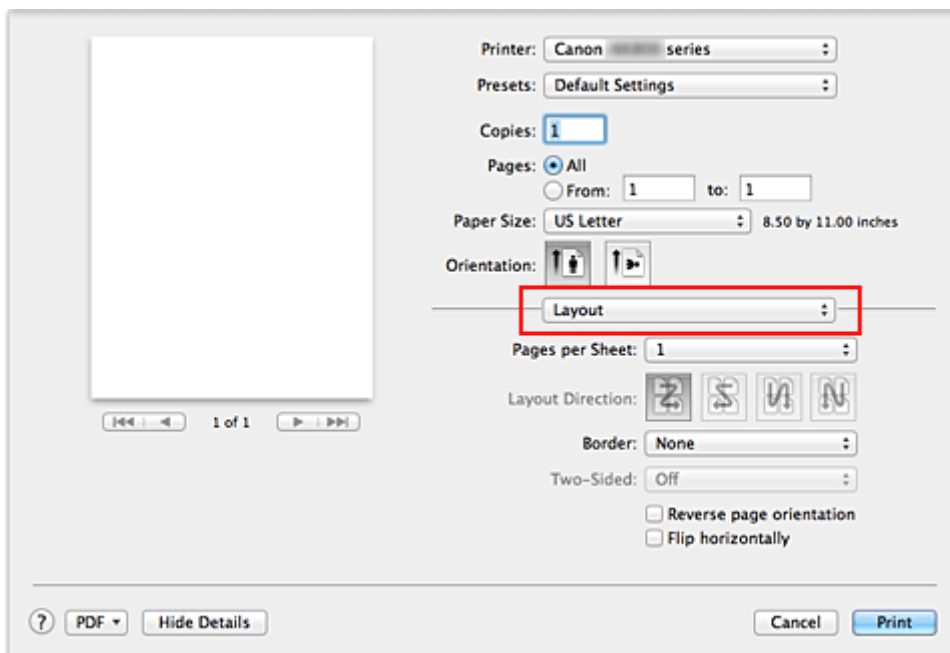 Printer: Canon series
Presets: Default Settings
Copies: 1
Pages: All
From: 1 to: 1
Paper Size: US Letter 8.50 by 11.00 inches
Orientation:
Layout
Pages per Sheet: 1
Layout Direction:
1 of 1
Border: None
Two-Sided: Off
Reverse page orientation
Flip horizontally
? PDF Hide Details Cancel Print